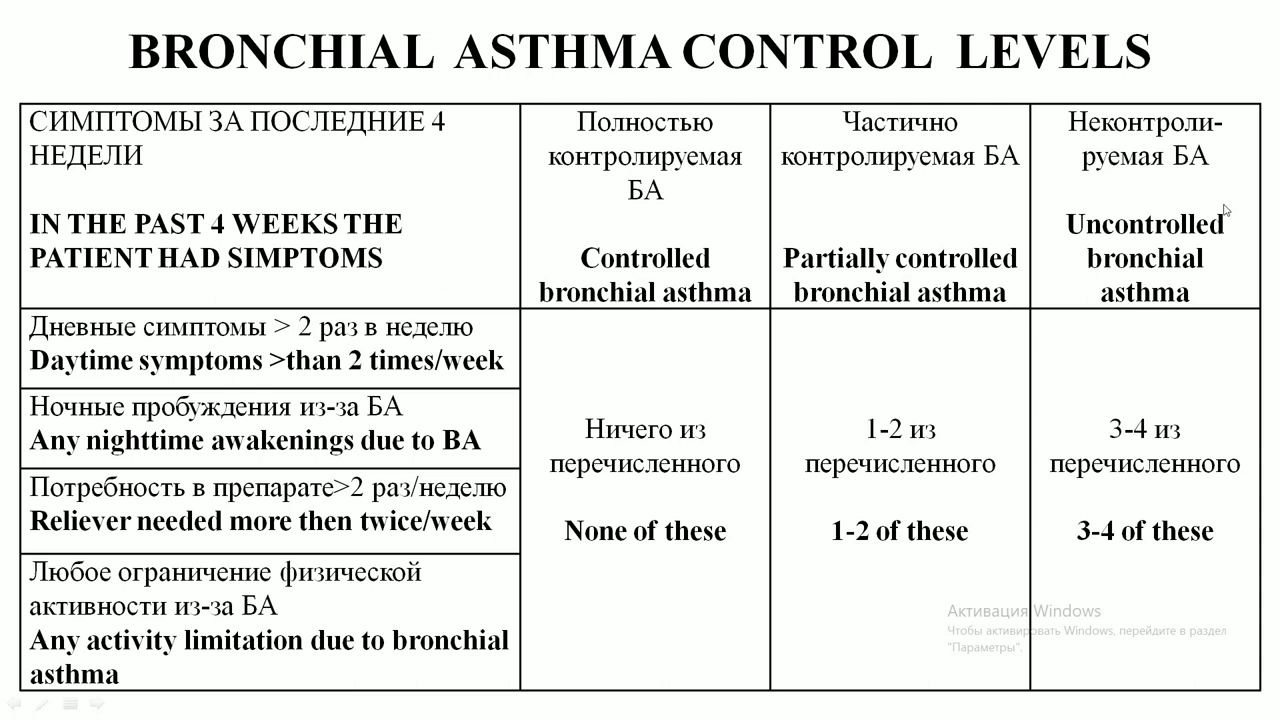 BRONCHIAL ASTHMA CONTROL LEVELS
СИМПТОМЫ ЗА ПОСЛЕДНИЕ 4
НЕДЕЛИ
IN THE PAST 4 WEEKS THE
PATIENT HAD SIMPTOMS
Полностью
контролируемая
БА
Controlled
bronchial asthma
Частично
контролируемая БА
Partially controlled
bronchial asthma
Неконтроли-
руемая БА
Uncontrolled
bronchial
asthma
Дневные симптомы > 2 раз в неделю
Daytime symptoms >than 2 times/week
Ночные пробуждения из-за БА
Any nighttime awakenings due to BA
Потребность в препарате>2 раз/неделю
Reliever needed more then twice/week
Любое ограничение физической
активности из-за БА
Any activity limitation due to bronchial
asthma
Ничего из
перечисленного
None of these
1-2 из
перечисленного
1-2 of these
3-4 из
перечисленного
3-4 of these
Активация Windows
Чтобы активировать Windows, перейдите в раздел
"Параметры".